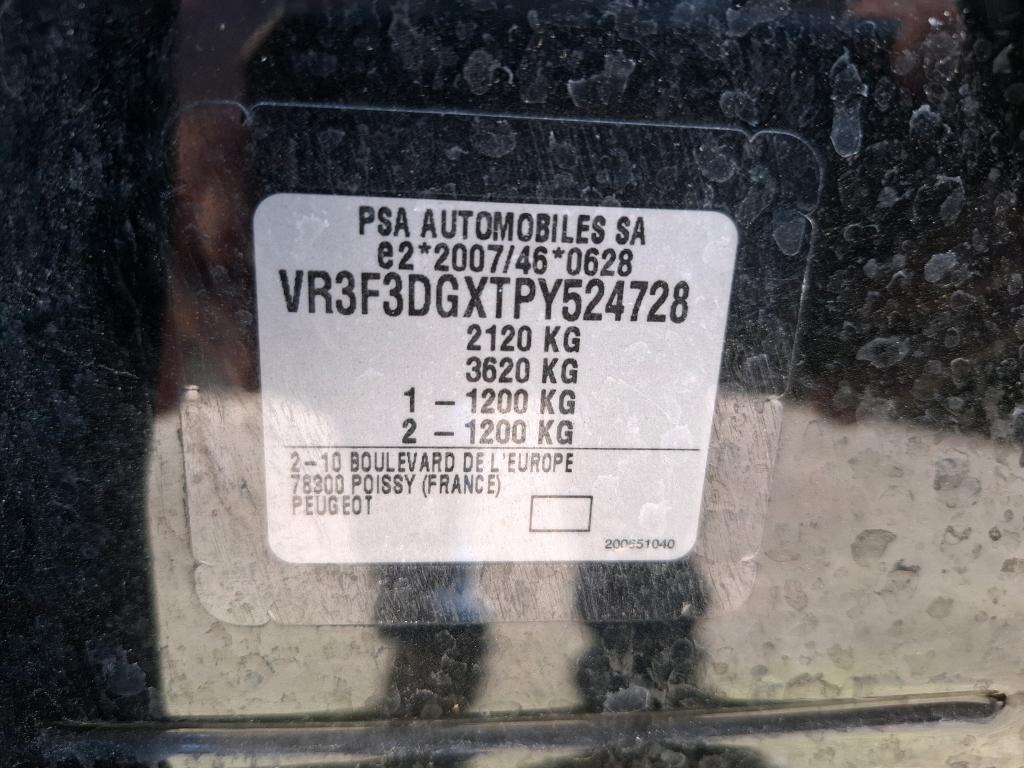 PSA AUTOMOBILES SA
e2*2007/46*0628
VR3F3DGXTPY524728
2120 KG
3620 KG
1 – 1200 KG
2 – 1200 KG
2–10 BOULEVARD DE L'EUROPE
78300 POISSY (FRANCE)
PEUGEOT
200651040